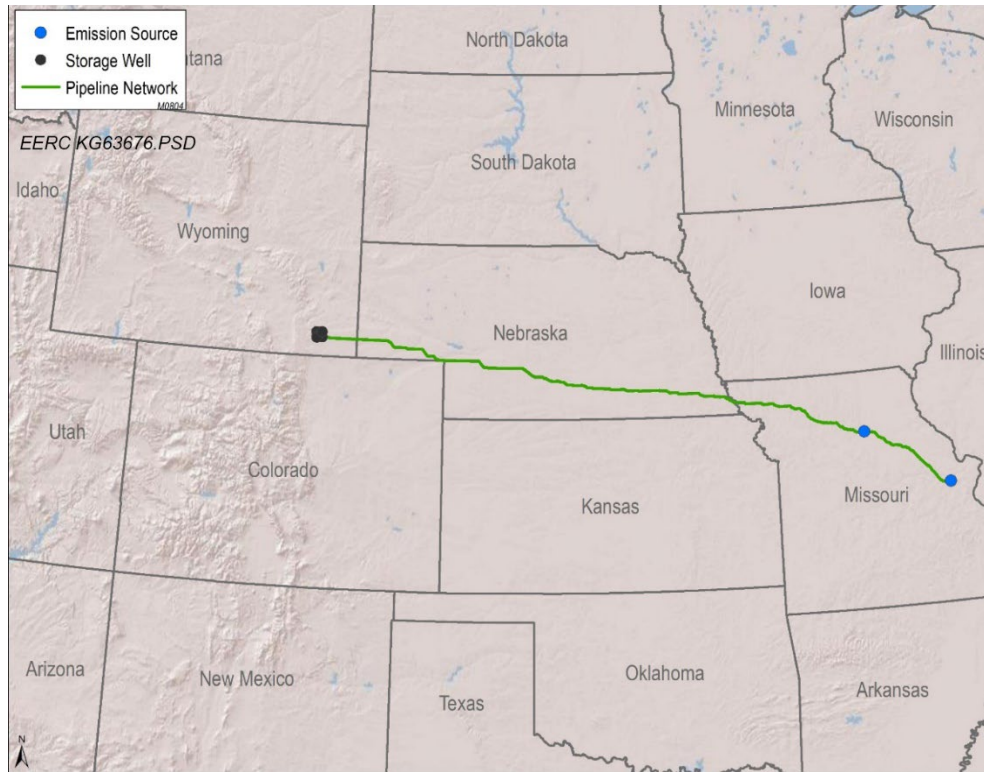 Emission Source
Storage Well
Pipeline Network
M0804
EERC KG63676.PSD
North Dakota
Minnesota
Wisconsin
South Dakota
Idaho
Wyoming
Iowa
Nebraska
Illinois
Utah
Colorado
Missouri
Kansas
Arizona
New Mexico
Oklahoma
Texas
Arkansas
N